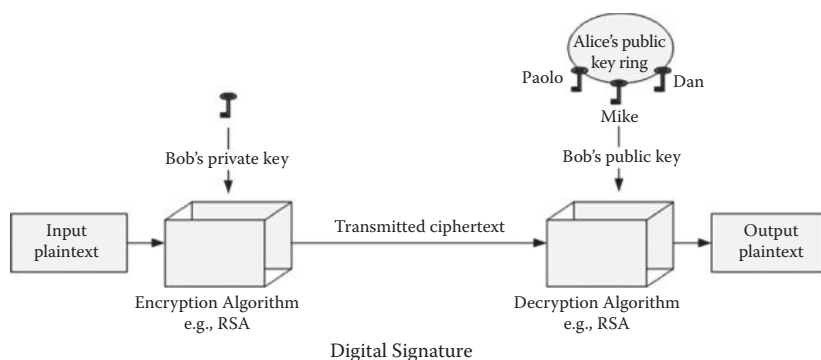 Alice's public
key ring
Paolo
Dan
Mike
Bob's private key
Bob's public key
Input
plaintext
Transmitted ciphertext
Output
plaintext
Encryption Algorithm
e.g., RSA
Decryption Algorithm
e.g., RSA
Digital Signature